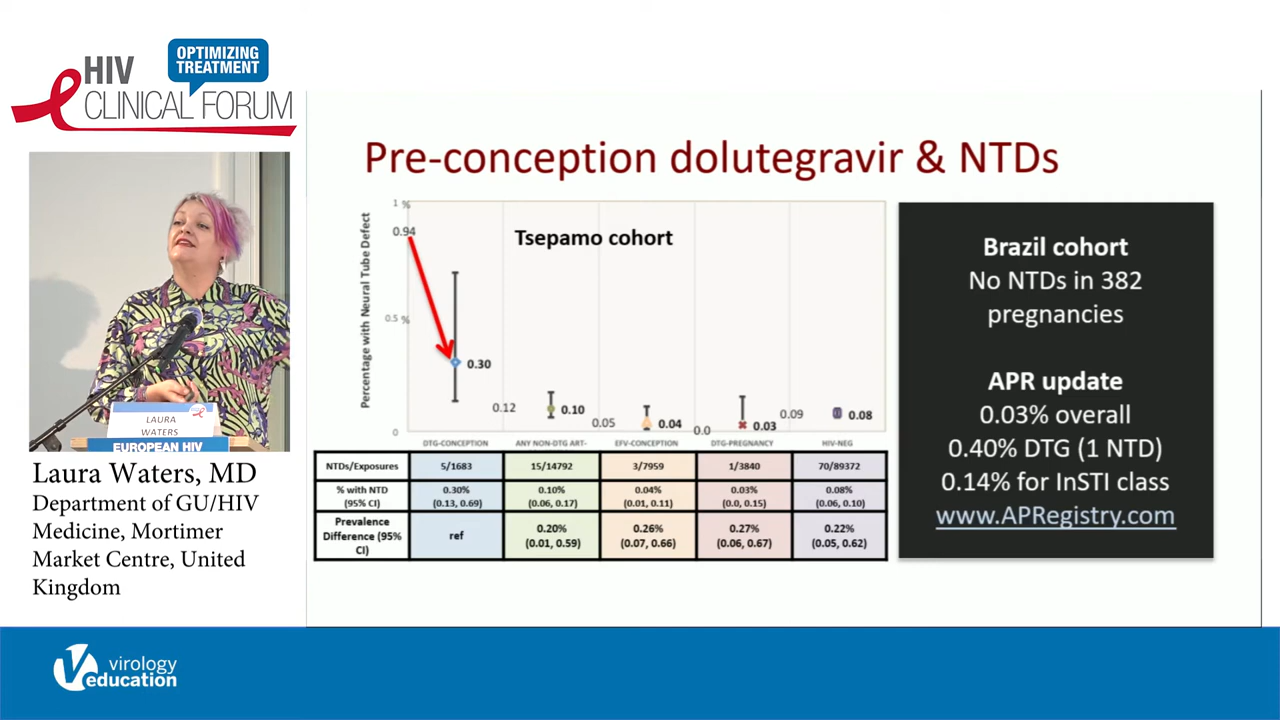 OPTIMIZING
TREATMENT
HIV
CLINICAL FORUM
LAURA
WATERS
EUROPEAN HIV
Laura Waters, MD
Department of GU/HIV
Medicine, Mortimer
Market Centre, United
Kingdom
Pre-conception dolutegravir & NTDs
Tsepamo cohort
Percentage with Neural Tube Defect
1 %
0.94
0.5 %
0
0.30
0.12
0.10
0.05
0.04
0.0
0.03
0.09
0.08
DTG-CONCEPTION
ANY NON-DTG ART-
EFV-CONCEPTION
DTG-PREGNANCY
HIV-NEG
NTDs/Exposures 5/1683 15/14792 3/7959 1/3840 70/89372
% with NTD 0.30% 0.10% 0.04% 0.03% 0.08%
(95% CI) (0.13, 0.69) (0.06, 0.17) (0.01, 0.11) (0.0, 0.15) (0.06, 0.10)
Prevalence
Difference (95%
CI)
ref
0.20% 0.26% 0.27% 0.22%
(0.01, 0.59) (0.07, 0.66) (0.06, 0.67) (0.05, 0.62)
Brazil cohort
No NTDs in 382
pregnancies
APR update
0.03% overall
0.40% DTG (1 NTD)
0.14% for InSTI class
www.APRegistry.com
virology
education